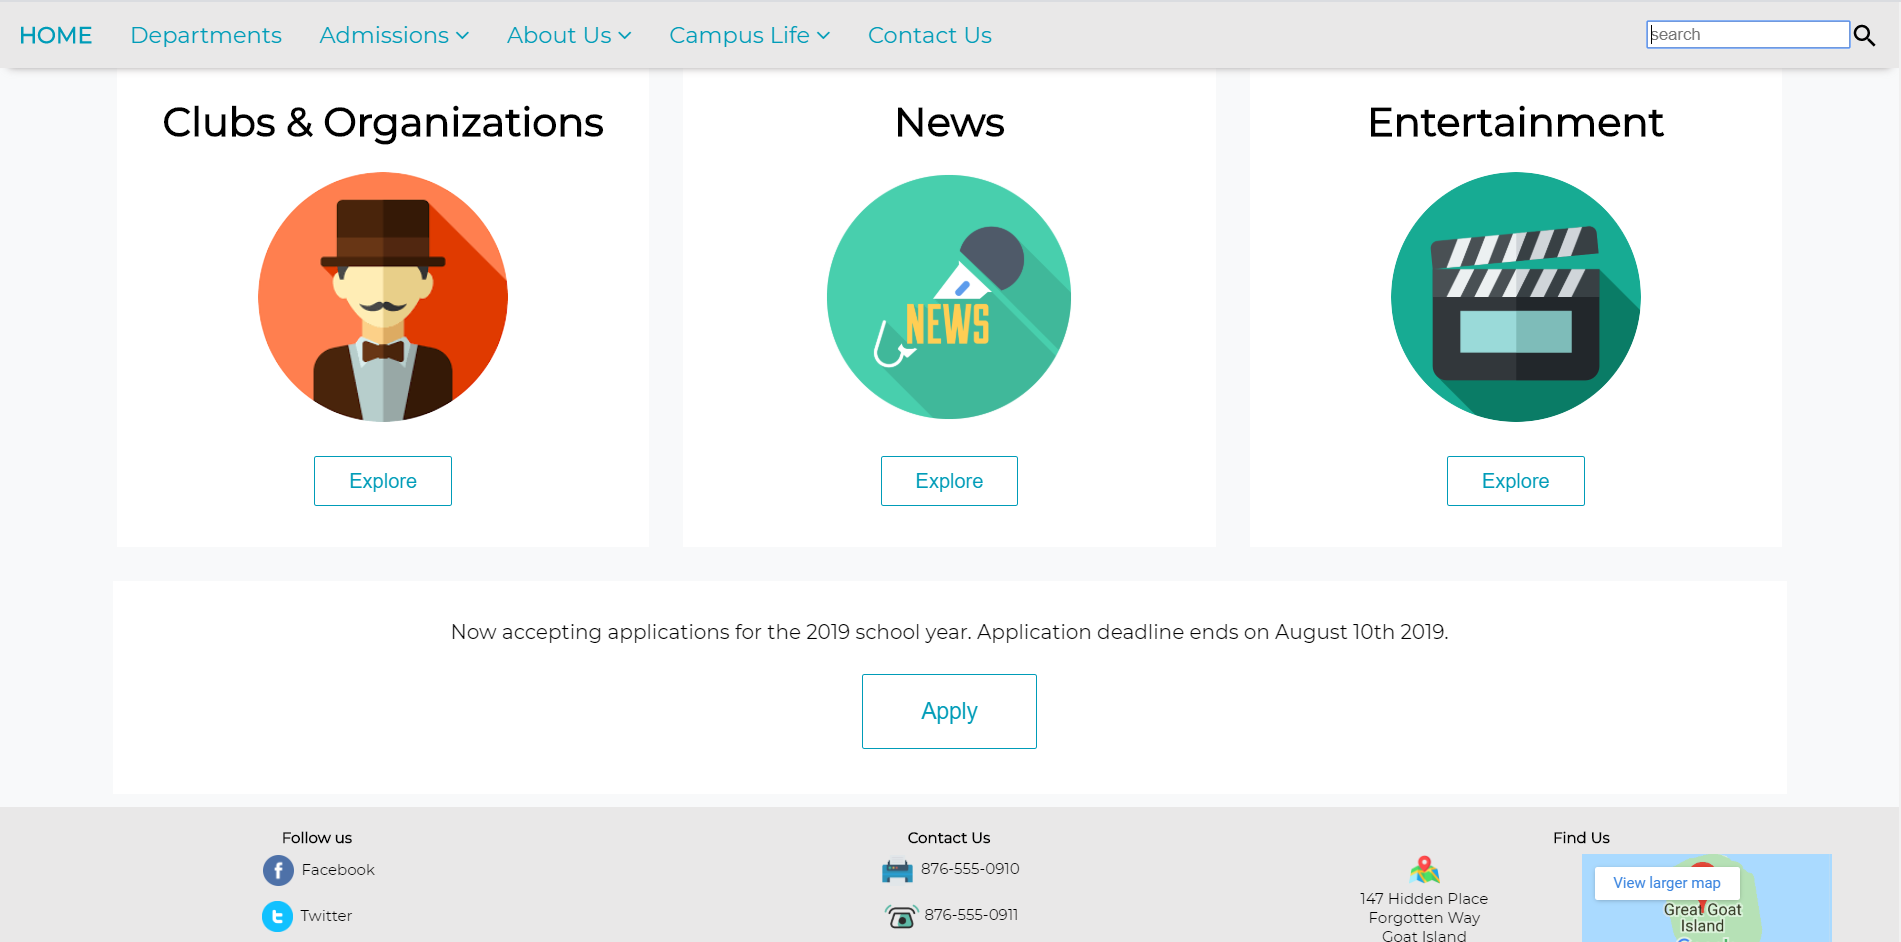 HOME Departments Admissions About Us Campus Life Contact Us search
Clubs & Organizations
News
Entertainment
NEWS
Explore
Explore
Explore
Now accepting applications for the 2019 school year. Application deadline ends on August 10th 2019.
Apply
Follow us
Facebook
Twitter
Contact Us
876-555-0910
876-555-0911
Find Us
147 Hidden Place
Forgotten Way
Goat Island
View larger map
Great Goat
Island